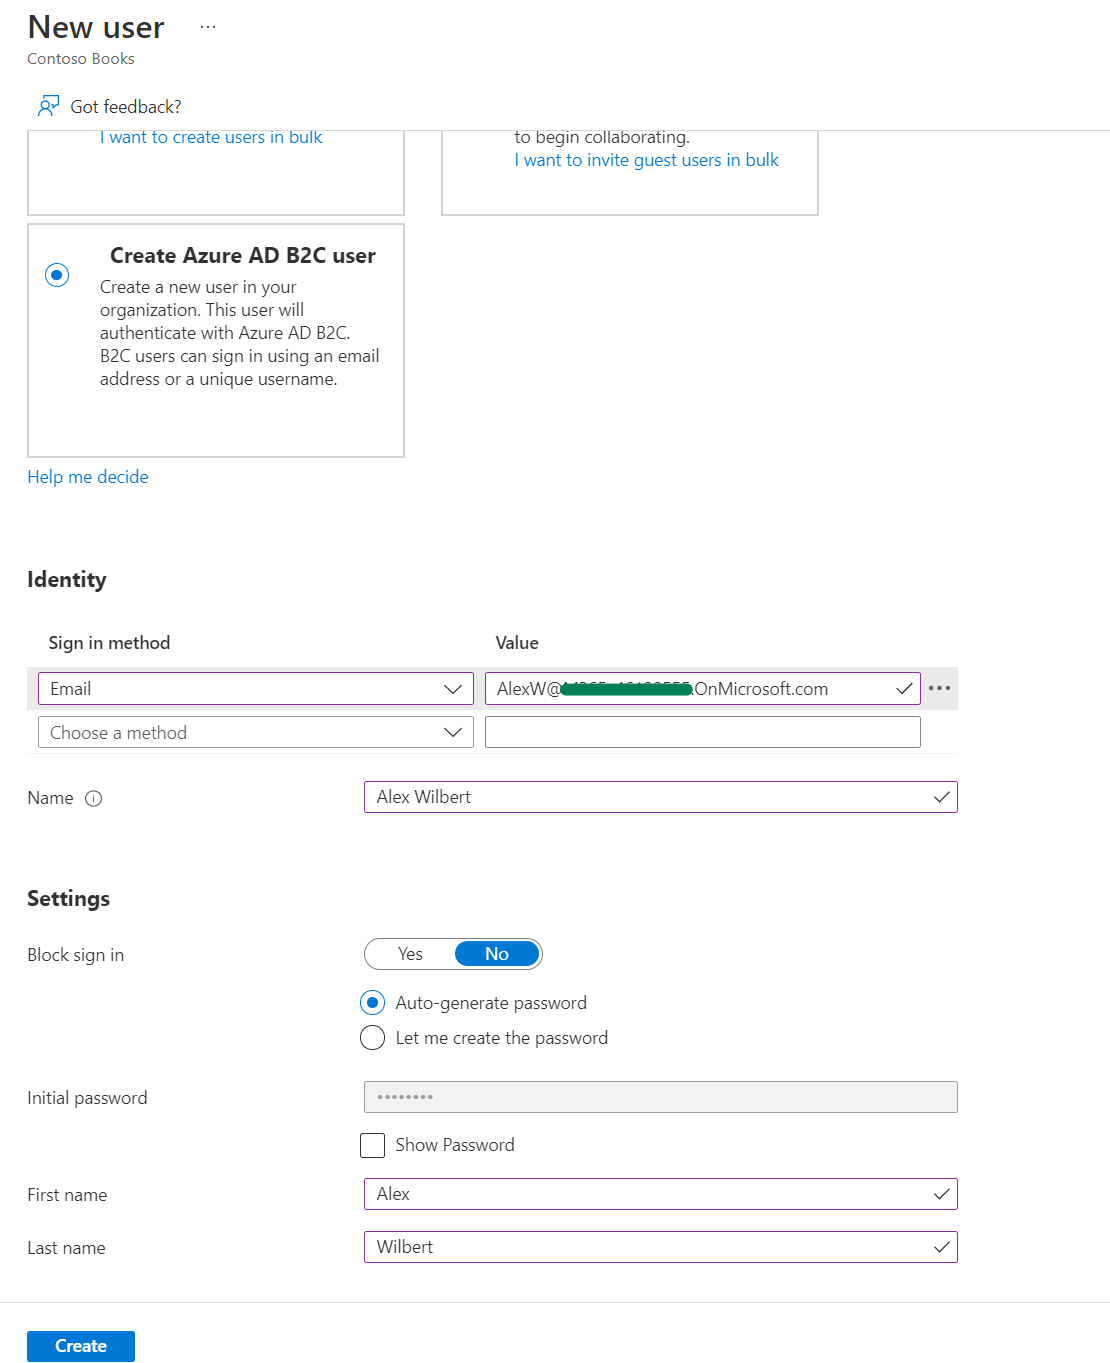 New user ...
Contoso Books
Got feedback?
I want to create users in bulk
to begin collaborating.
I want to invite guest users in bulk
Create Azure AD B2C user
Create a new user in your
organization. This user will
authenticate with Azure AD B2C.
B2C users can sign in using an email
address or a unique username.
Help me decide
Identity
Sign in method Value
Email AlexW@ .OnMicrosoft.com
Choose a method
Name Alex Wilbert
Settings
Block sign in Yes No
Auto-generate password
Let me create the password
Initial password ••••••••
Show Password
First name Alex
Last name Wilbert
Create